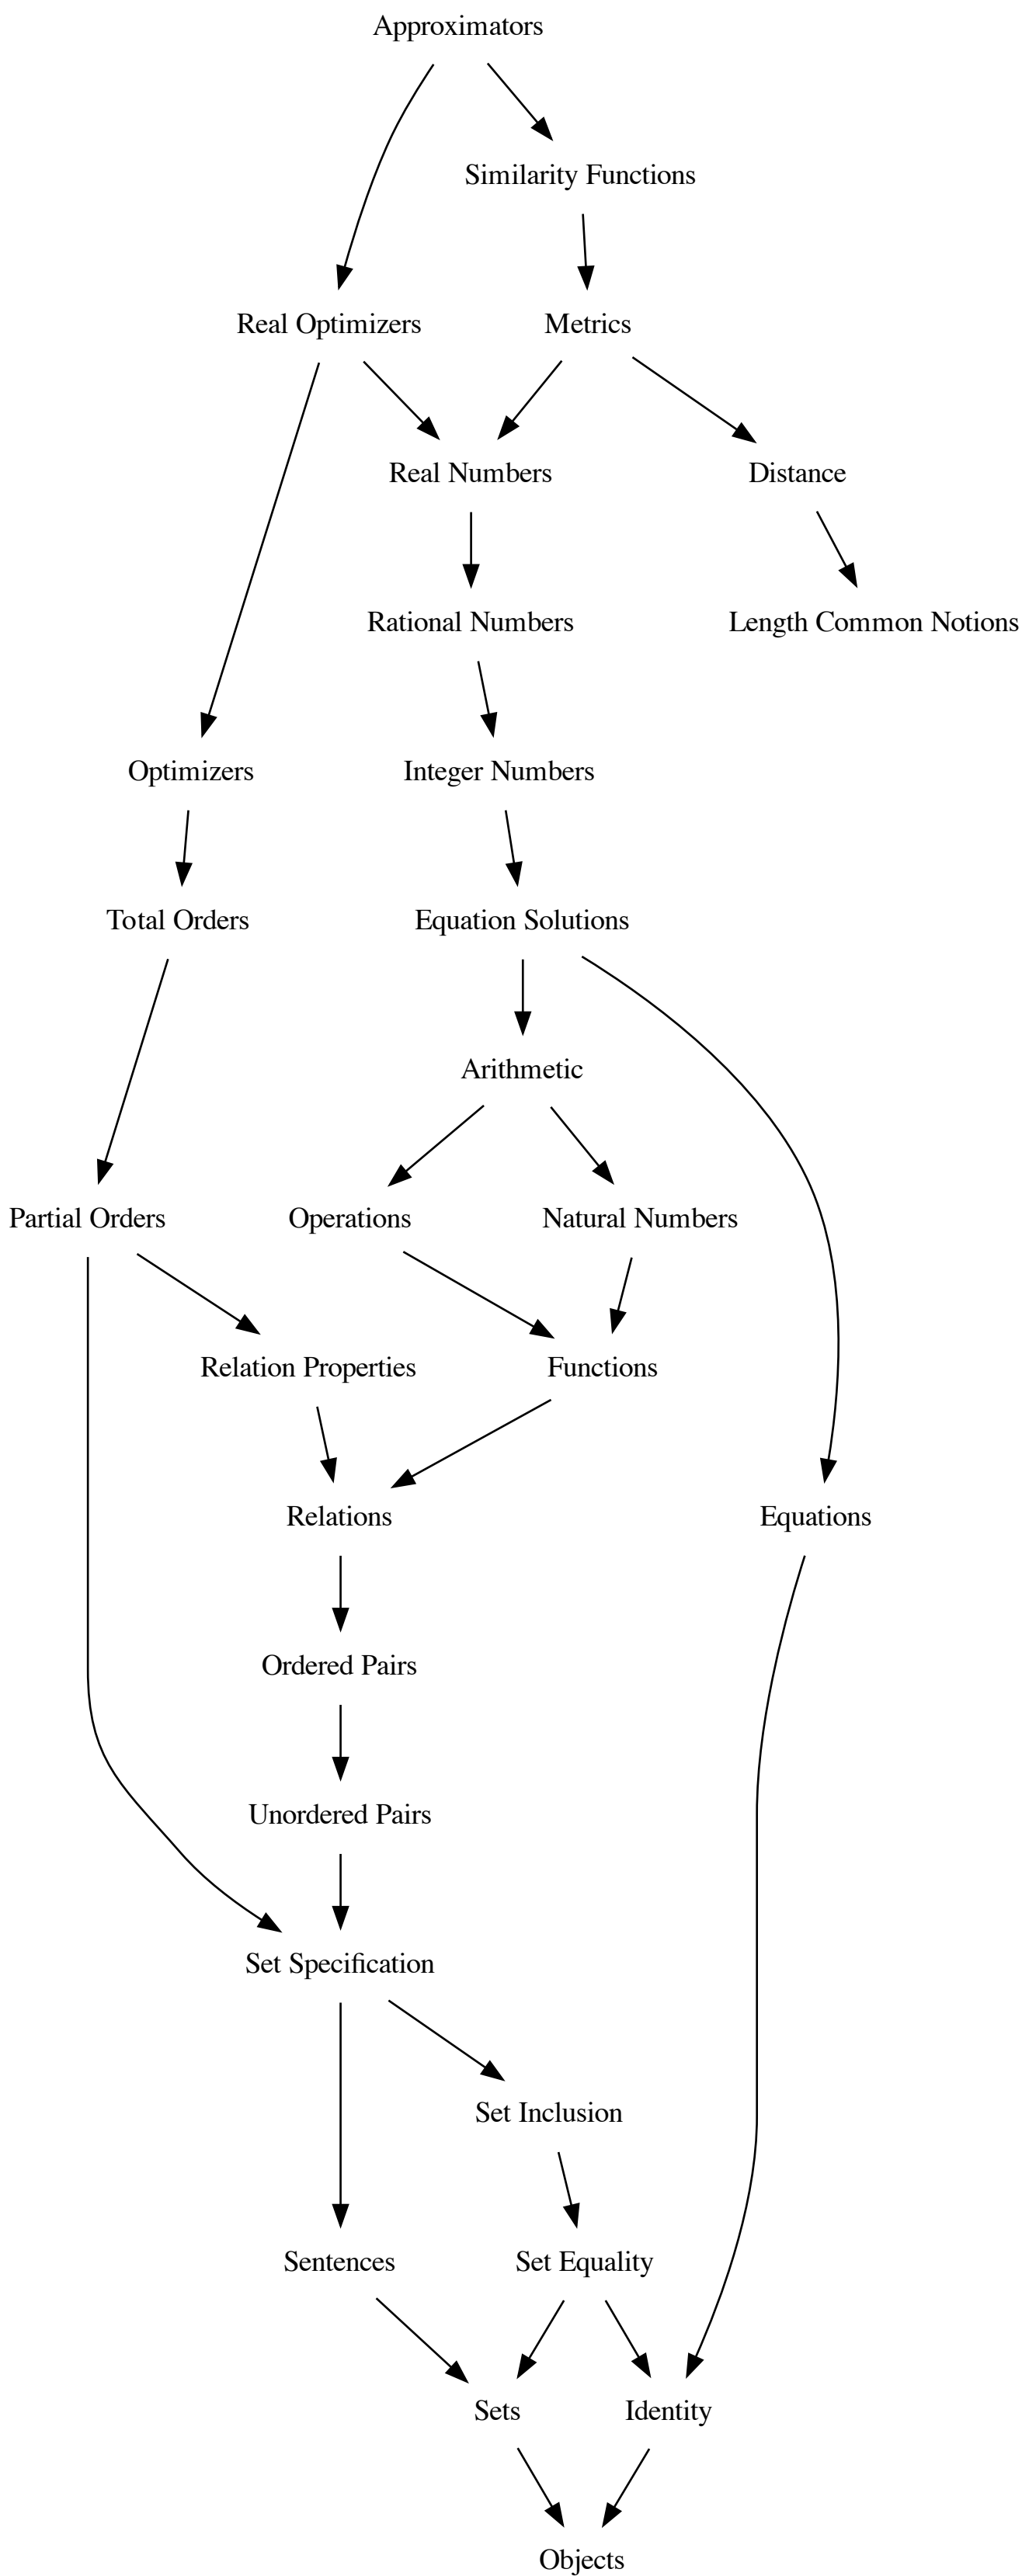 Approximators
Similarity Functions
Real Optimizers
Metrics
Real Numbers
Distance
Rational Numbers
Length Common Notions
Optimizers
Integer Numbers
Total Orders
Equation Solutions
Arithmetic
Partial Orders
Operations
Natural Numbers
Relation Properties
Functions
Relations
Equations
Ordered Pairs
Unordered Pairs
Set Specification
Set Inclusion
Sentences
Set Equality
Sets
Identity
Objects